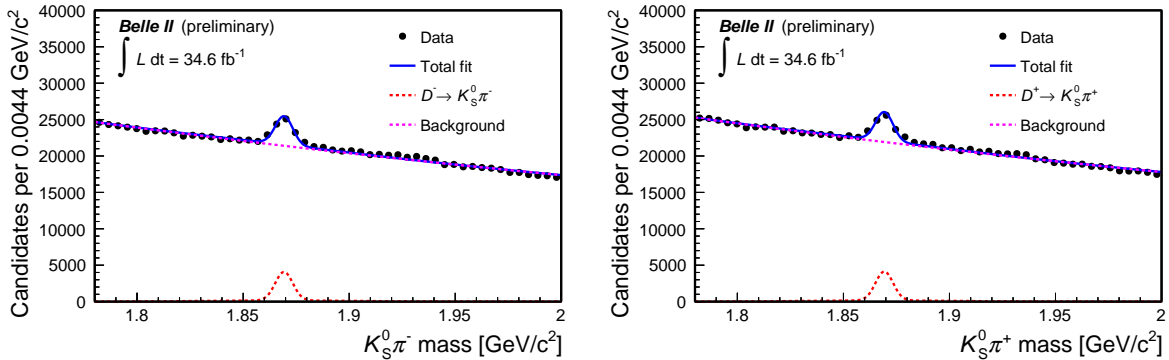 Candidates per 0.0044 GeV/c²
40000
35000
30000
25000
20000
15000
10000
5000
0
Belle II (preliminary)
∫ L dt = 34.6 fb⁻¹
Data
Total fit
D⁻→ K⁰_S π⁻
Background
1.8
1.85
1.9
1.95
2
K⁰_S π⁻ mass [GeV/c²]
Candidates per 0.0044 GeV/c²
40000
35000
30000
25000
20000
15000
10000
5000
0
Belle II (preliminary)
∫ L dt = 34.6 fb⁻¹
Data
Total fit
D⁺→ K⁰_S π⁺
Background
1.8
1.85
1.9
1.95
2
K⁰_S π⁺ mass [GeV/c²]